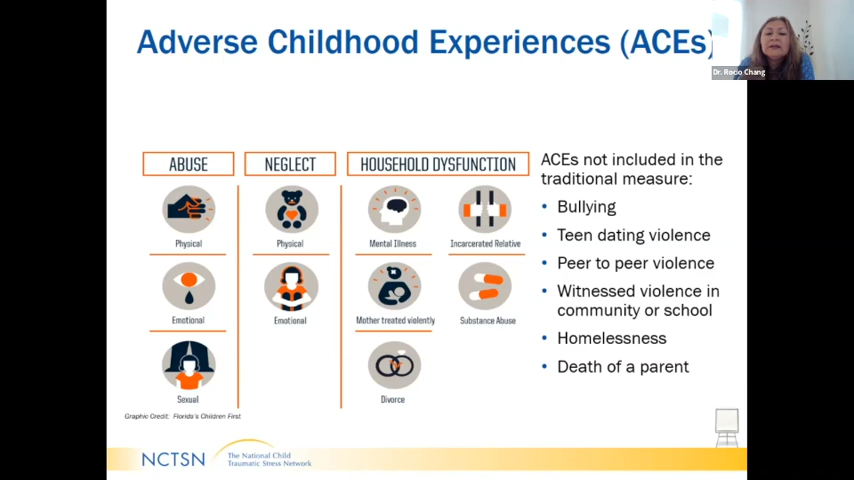 Adverse Childhood Experiences (ACEs)
Dr. Rocio Chang
ABUSE
NEGLECT
HOUSEHOLD DYSFUNCTION
Physical
Emotional
Sexual
Physical
Emotional
Mental Illness
Incarcerated Relative
Mother treated violently
Substance Abuse
Divorce
ACEs not included in the
traditional measure:
• Bullying
• Teen dating violence
• Peer to peer violence
• Witnessed violence in
community or school
• Homelessness
• Death of a parent
Graphic Credit: Florida's Children First
NCTSN
The National Child
Traumatic Stress Network